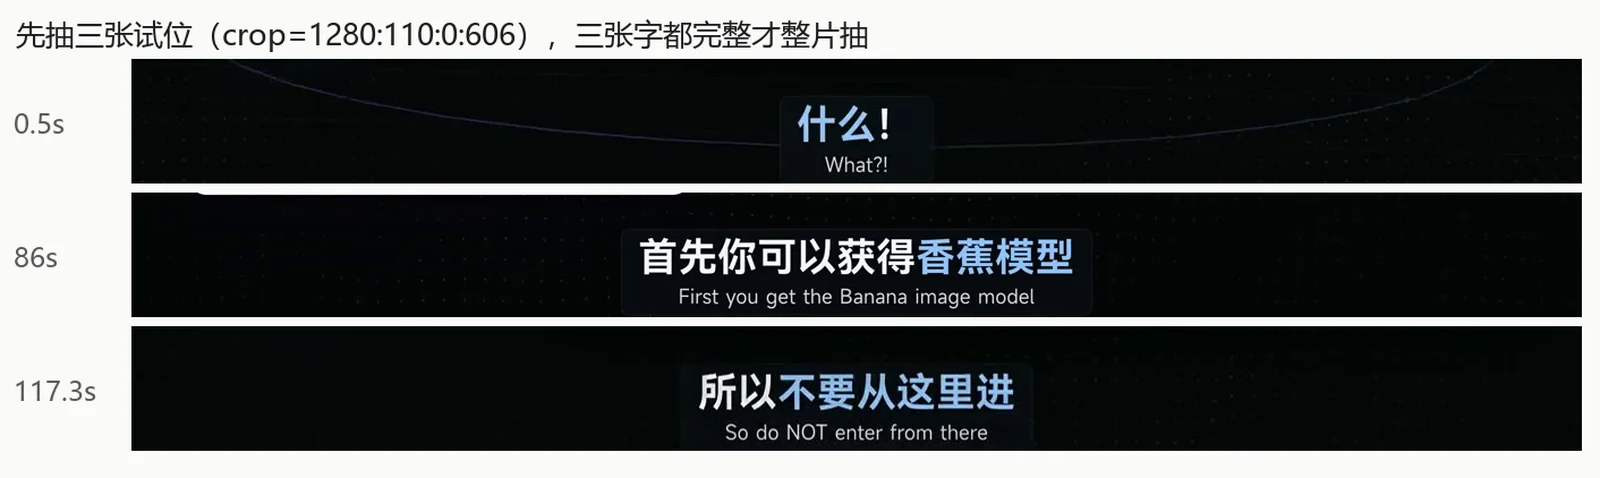 先抽三张试位（crop=1280:110:0:606），三张字都完整才整片抽
0.5s
什么！
What?!
86s
首先你可以获得香蕉模型
First you get the Banana image model
117.3s
所以不要从这里进
So do NOT enter from there